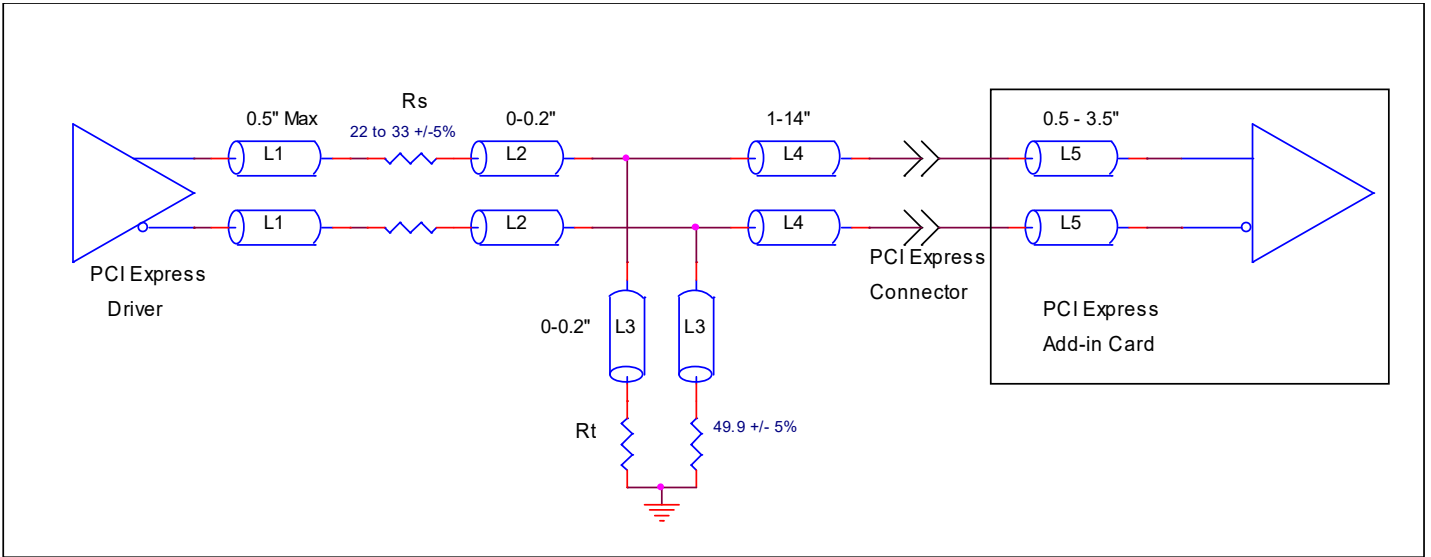 Rs
0.5" Max
22 to 33 +/-5%
0-0.2"
1-14"
0.5 - 3.5"
L1
L2
L4
L5
L1
L2
L4
L5
PCI Express
Driver
PCI Express
Connector
PCI Express
Add-in Card
0-0.2"
L3
L3
Rt
49.9 +/- 5%